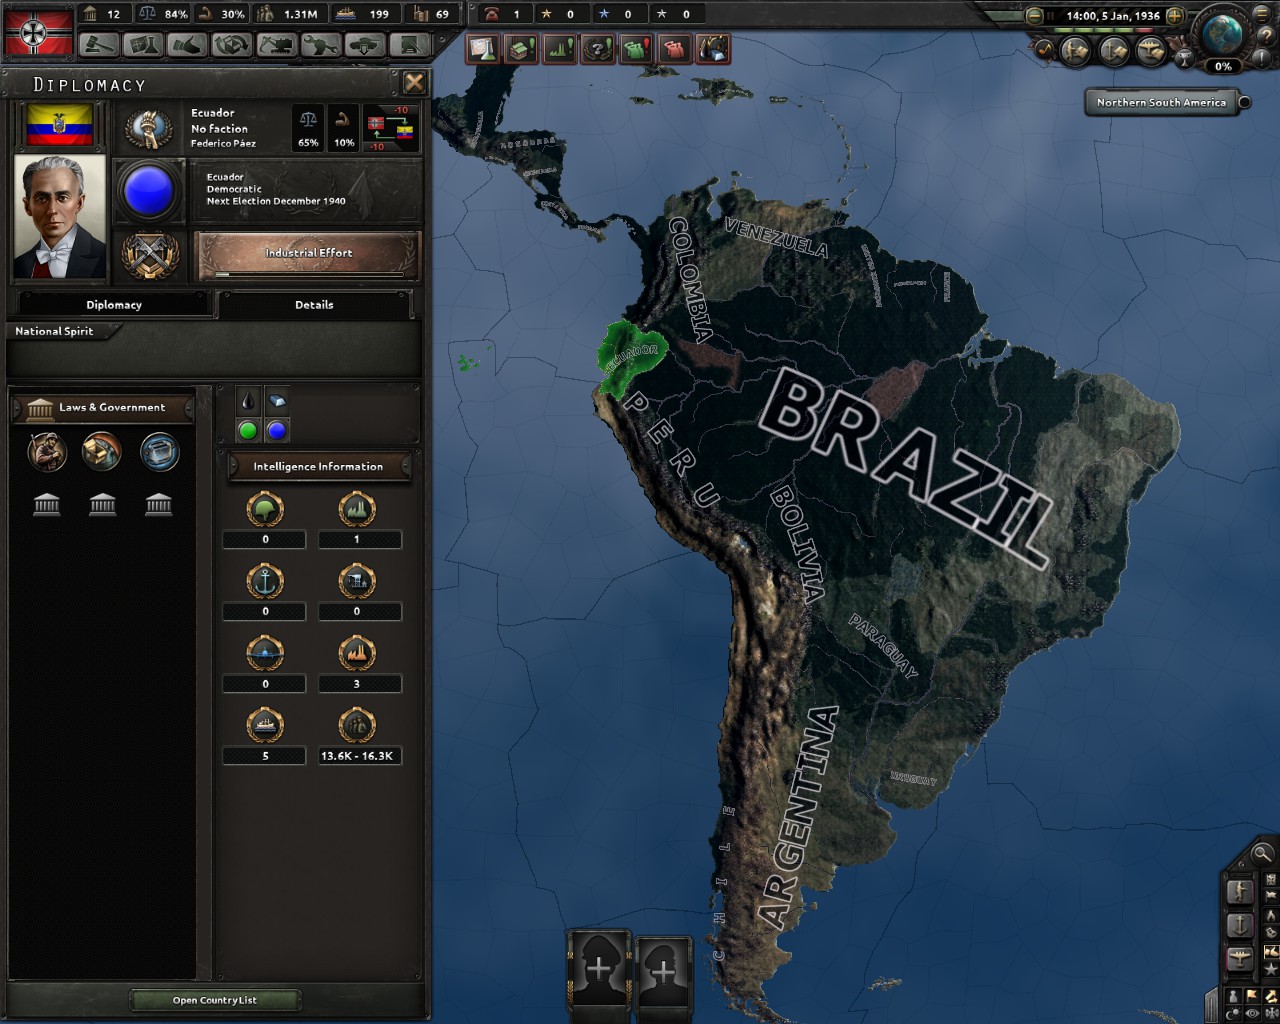 12
84%
30%
1.31M
199
69
1
0
0
0
14:00, 5 Jan, 1936
0%
DIPLOMACY
Ecuador
No faction
Federico Páez
65%
10%
-10
-10
Ecuador
Democratic
Next Election December 1940
Industrial Effort
Diplomacy
Details
National Spirit
Laws & Government
Intelligence Information
0
1
0
0
0
3
5
13.6K - 16.3K
Open Country List
Northern South America
VENEZUELA
COLOMBIA
ECUADOR
PERU
BRAZIL
BOLIVIA
PARAGUAY
ARGENTINA
URUGUAY
CHILE
HONDURAS
FRANCE